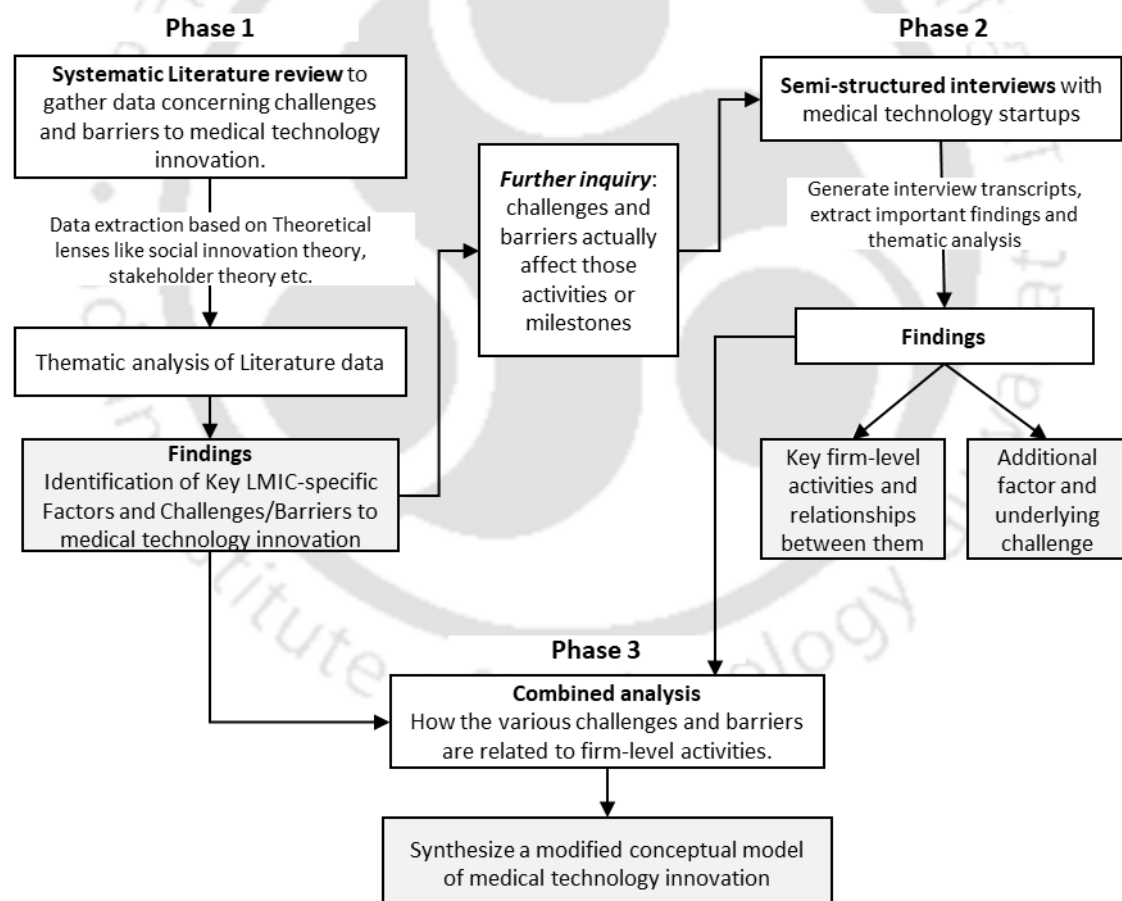 Phase 1
Systematic Literature review to
gather data concerning challenges
and barriers to medical technology
innovation.
Data extraction based on Theoretical
lenses like social innovation theory,
stakeholder theory etc.
Thematic analysis of Literature data
Findings
Identification of Key LMIC-specific
Factors and Challenges/Barriers to
medical technology innovation
Further inquiry:
challenges and
barriers actually
affect those
activities or
milestones
Phase 2
Semi-structured interviews with
medical technology startups
Generate interview transcripts,
extract important findings and
thematic analysis
Findings
Key firm-level
activities and
relationships
between them
Additional
factor and
underlying
challenge
Phase 3
Combined analysis
How the various challenges and barriers
are related to firm-level activities.
Synthesize a modified conceptual model
of medical technology innovation